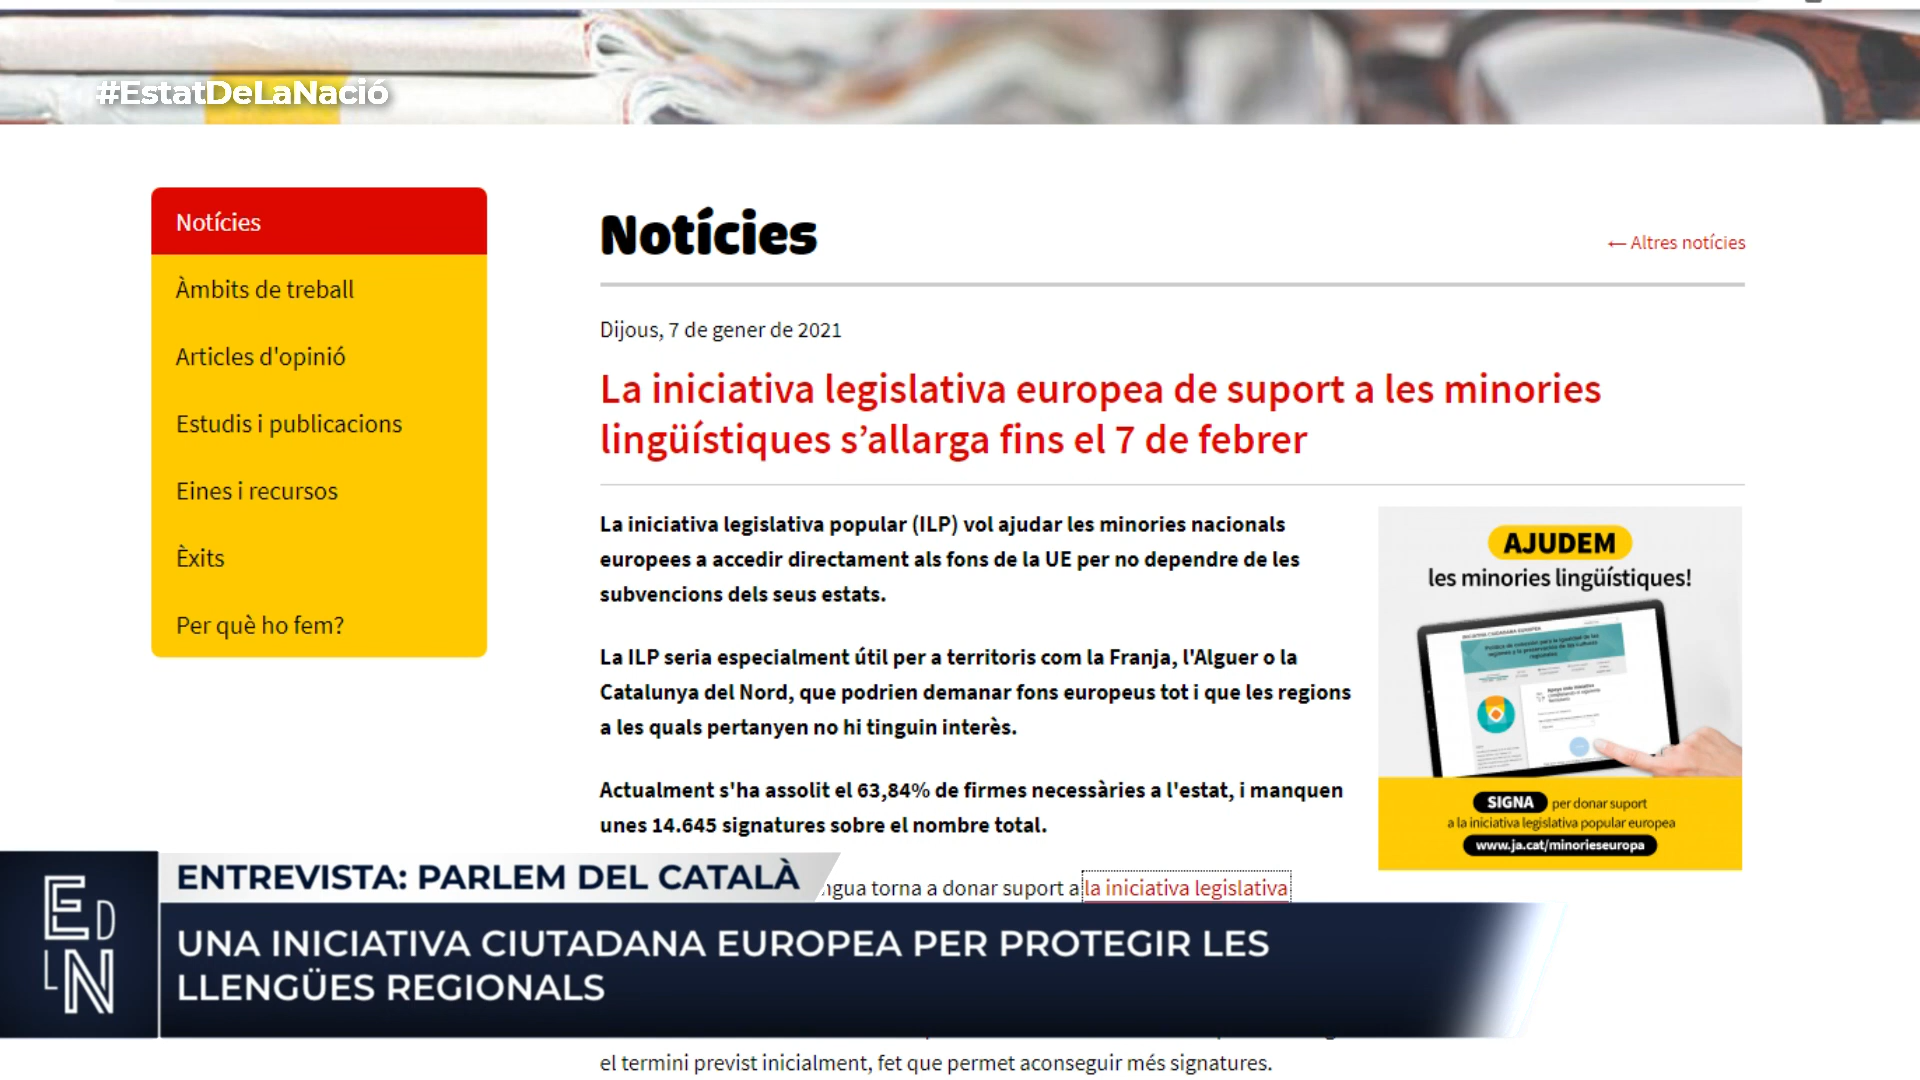 #EstatDeLaNació
Notícies
Àmbits de treball
Articles d'opinió
Estudis i publicacions
Eines i recursos
Èxits
Per què ho fem?
Notícies
← Altres notícies
Dijous, 7 de gener de 2021
La iniciativa legislativa europea de suport a les minories
lingüístiques s’allarga fins el 7 de febrer
La iniciativa legislativa popular (ILP) vol ajudar les minories nacionals
europees a accedir directament als fons de la UE per no dependre de les
subvencions dels seus estats.
La ILP seria especialment útil per a territoris com la Franja, l'Alguer o la
Catalunya del Nord, que podrien demanar fons europeus tot i que les regions
a les quals pertanyen no hi tinguin interès.
Actualment s'ha assolit el 63,84% de firmes necessàries a l'estat, i manquen
unes 14.645 signatures sobre el nombre total.
torna a donar suport a la iniciativa legislativa
el termini previst inicialment, fet que permet aconseguir més signatures.
AJUDEM
les minories lingüístiques!
SIGNA per donar suport
a la iniciativa legislativa popular europea
www.ja.cat/minorieseuropa
EDLN
ENTREVISTA: PARLEM DEL CATALÀ
UNA INICIATIVA CIUTADANA EUROPEA PER PROTEGIR LES
LLENGÜES REGIONALS